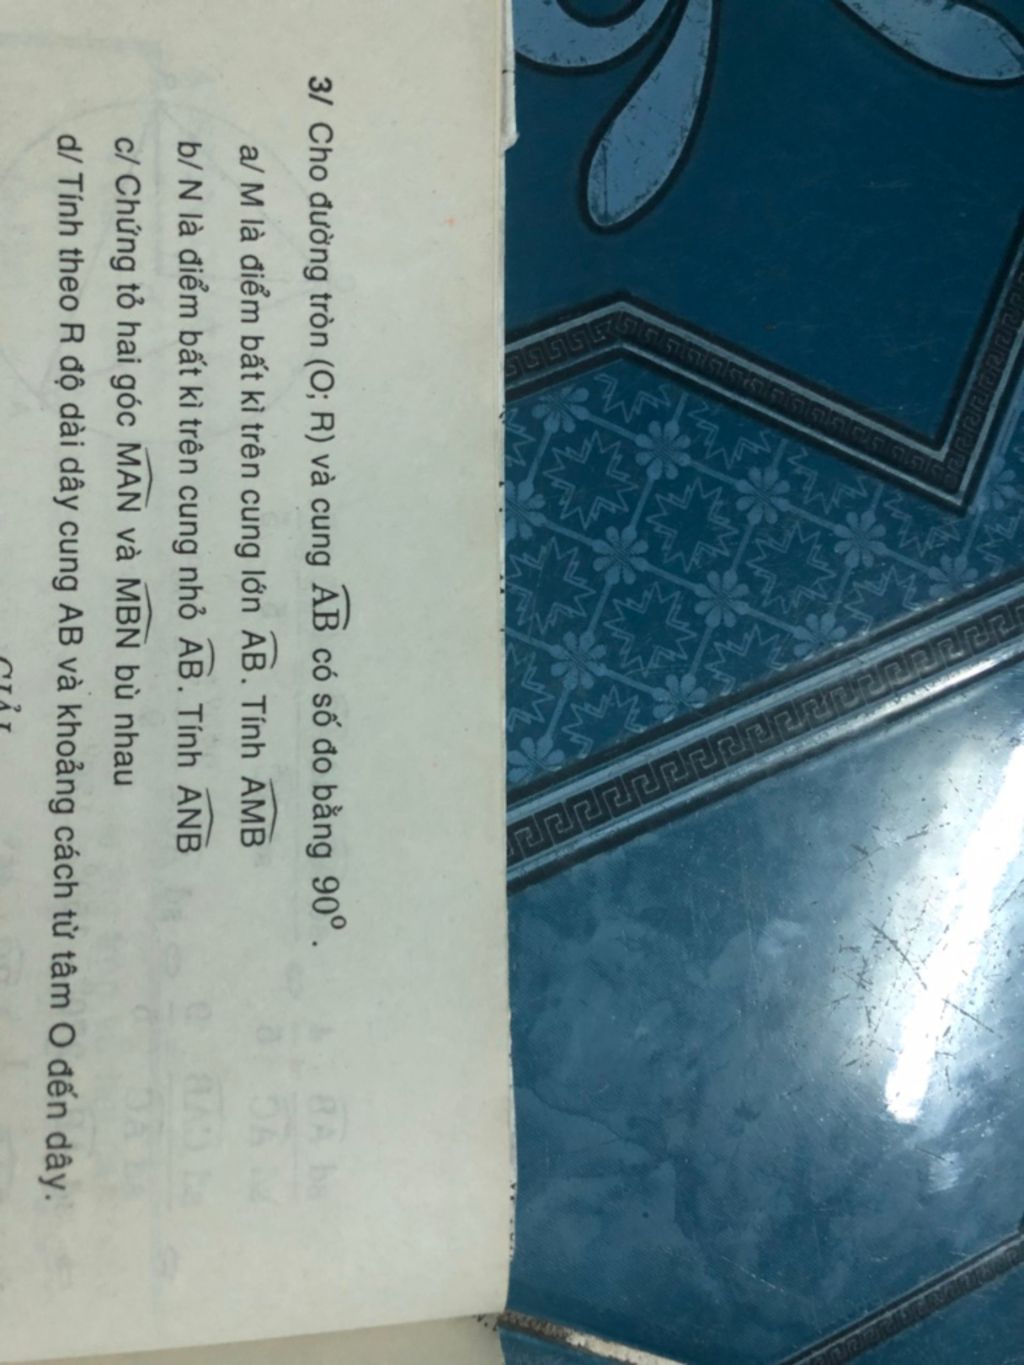 3/ Cho đường tròn (O; R) và cung AB có số đo bằng 90⁰.
a/ M là điểm bất kì trên cung lớn AB. Tính AMB
b/ N là điểm bất kì trên cung nhỏ AB. Tính ANB
c/ Chứng tỏ hai góc MAN và MBN bù nhau
d/ Tính theo R độ dài dây cung AB và khoảng cách từ tâm O đến dây.
GIẢI